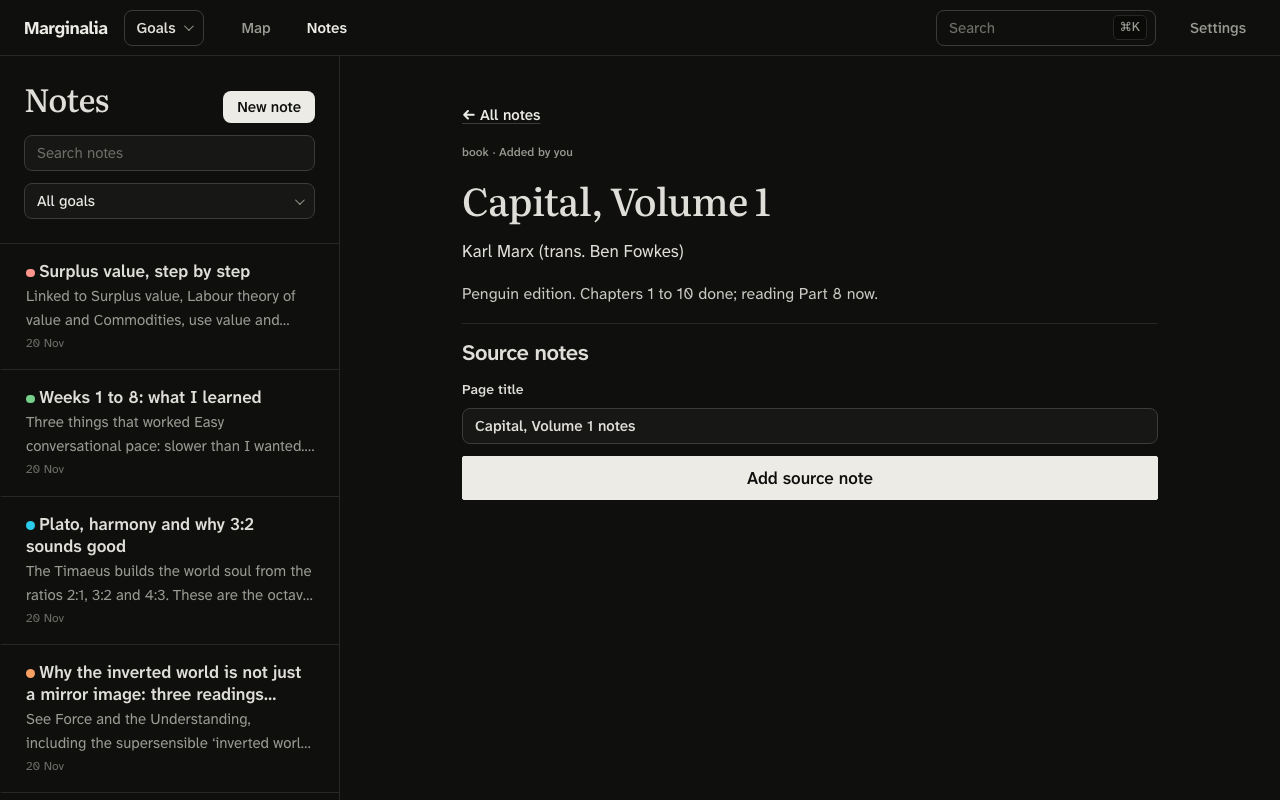 Marginalia
Goals
Map
Notes
Search
⌘K
Settings
Notes
New note
Search notes
All goals
Surplus value, step by step
Linked to Surplus value, Labour theory of
value and Commodities, use value and…
20 Nov
Weeks 1 to 8: what I learned
Three things that worked Easy
conversational pace: slower than I wanted.…
20 Nov
Plato, harmony and why 3:2
sounds good
The Timaeus builds the world soul from the
ratios 2:1, 3:2 and 4:3. These are the octav…
20 Nov
Why the inverted world is not just
a mirror image: three readings…
See Force and the Understanding,
including the supersensible ‘inverted worl…
20 Nov
← All notes
book · Added by you
Capital, Volume 1
Karl Marx (trans. Ben Fowkes)
Penguin edition. Chapters 1 to 10 done; reading Part 8 now.
Source notes
Page title
Capital, Volume 1 notes
Add source note